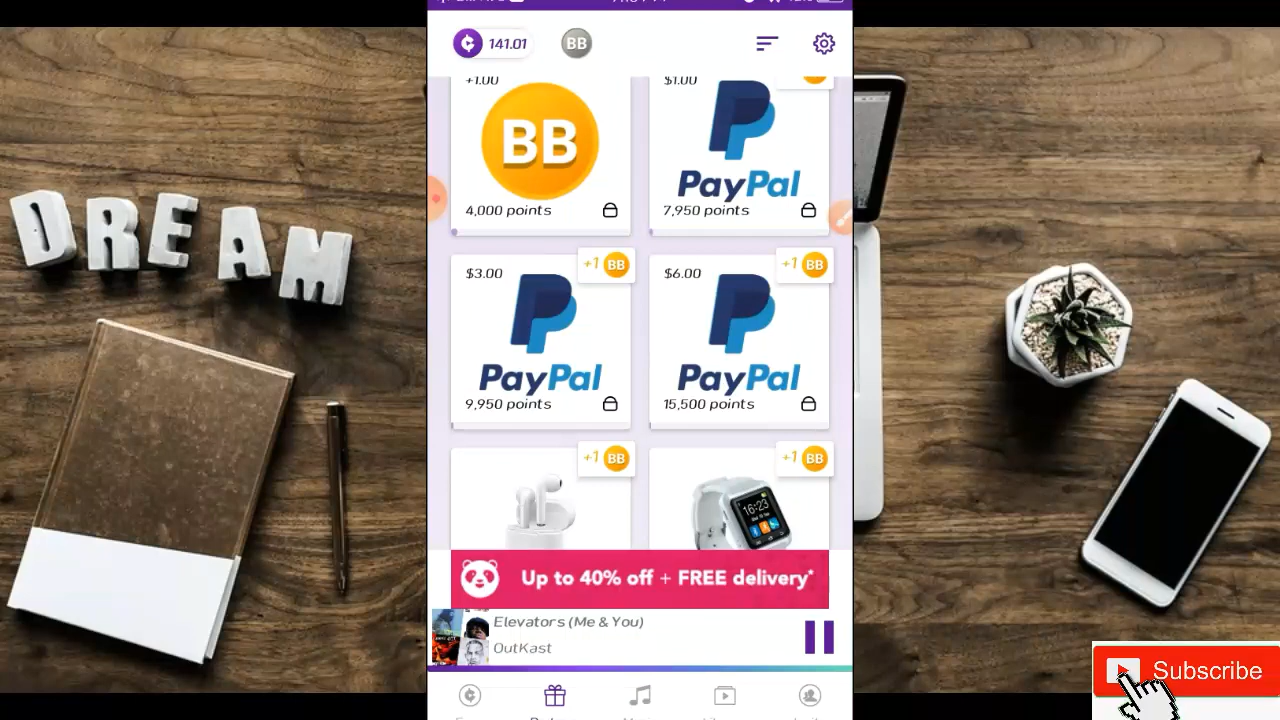 141.01
BB
+1.00
$1.00
BB
PayPal
4,000 points
7,950 points
$3.00
+1 BB
$6.00
+1 BB
PayPal
PayPal
9,950 points
15,500 points
+1 BB
+1 BB
16:23
DREAM
Up to 40% off + FREE delivery*
Elevators (Me & You)
OutKast
Subscribe